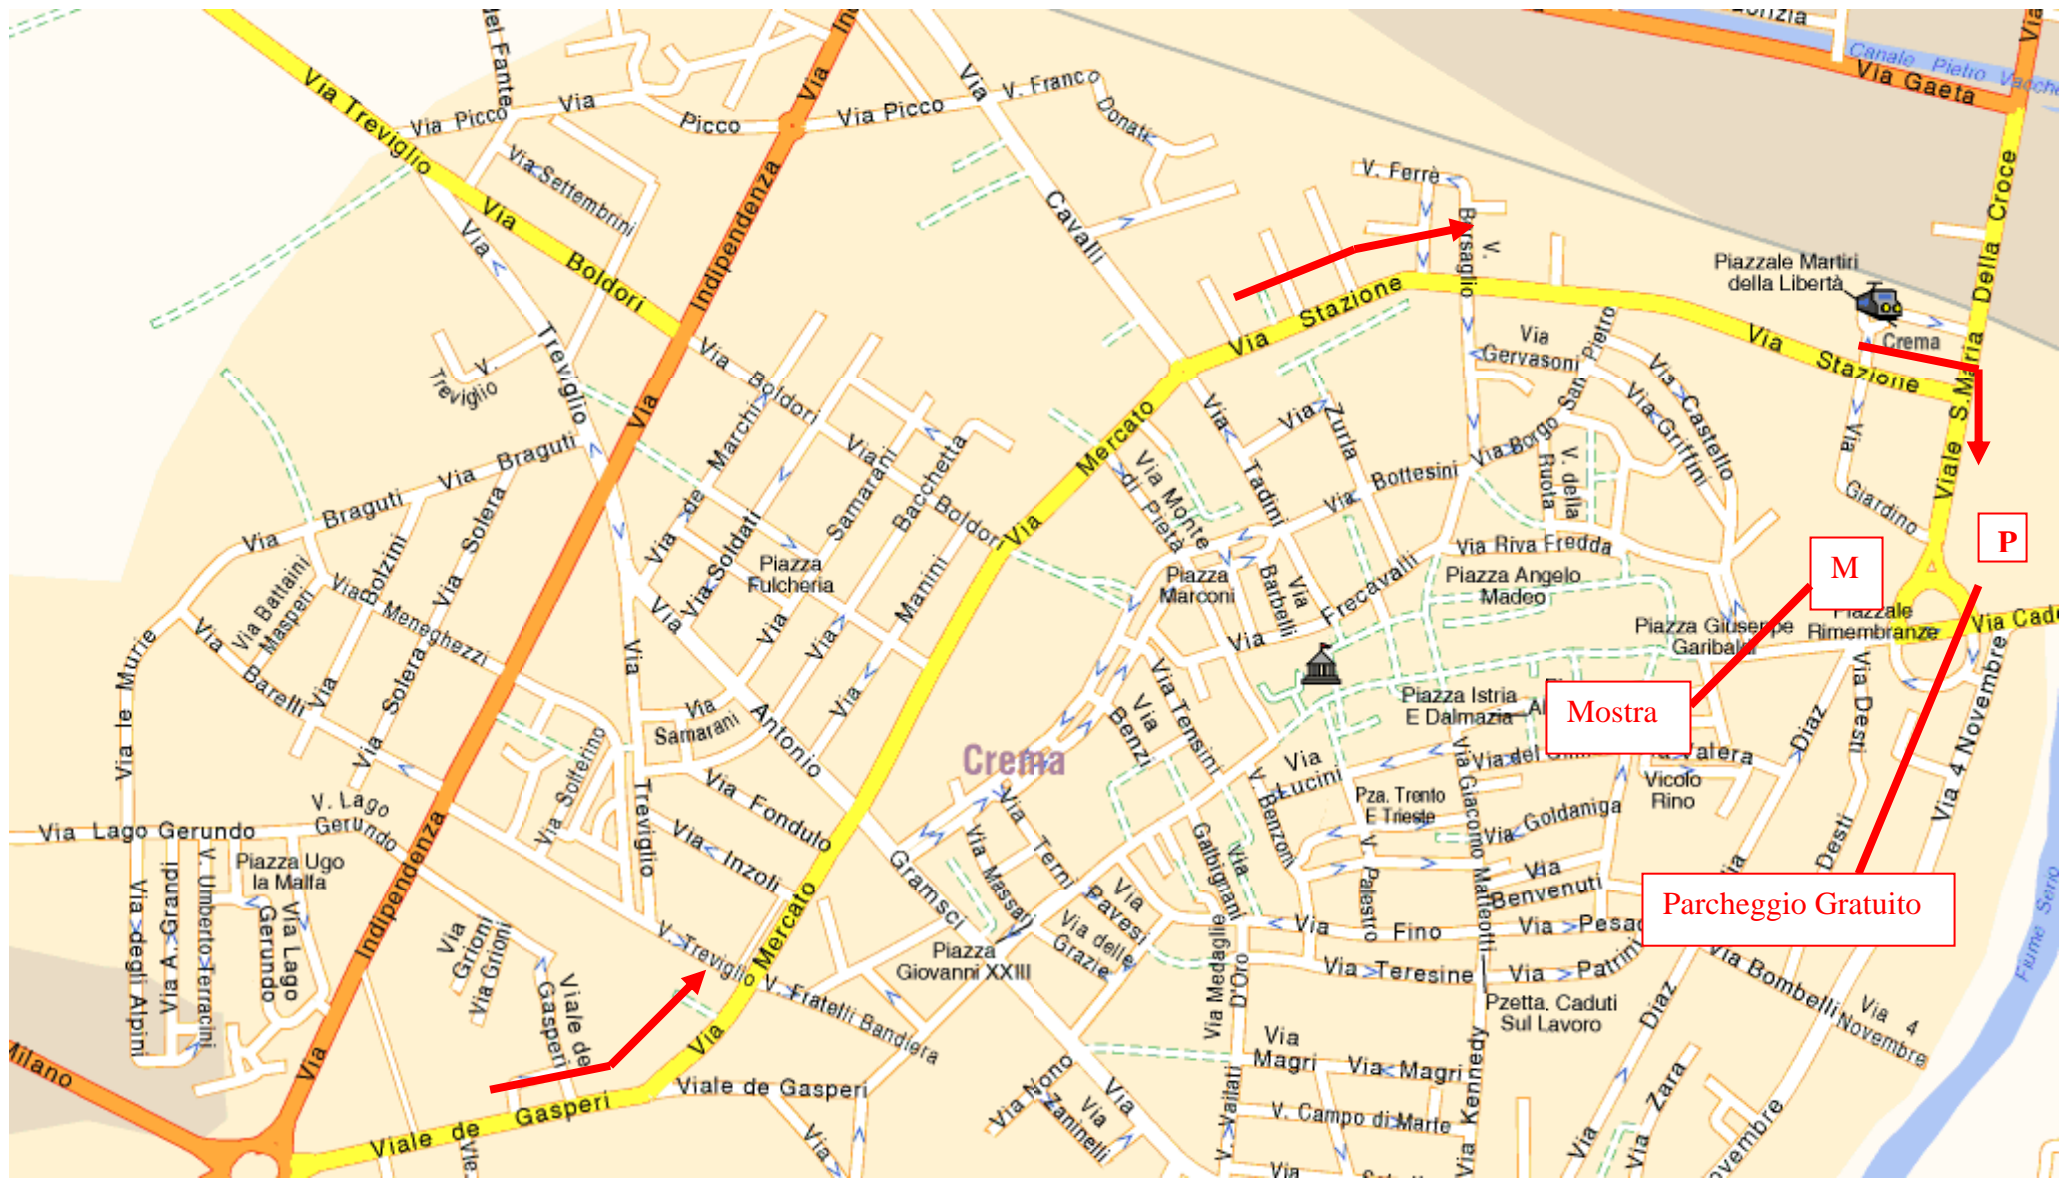 Via Treviglio
Via Picco
Via
Picco
Via Picco
V. Franco
Donati
Via
Cavalli
Via Gaeta
Canale Pietro
Via Settembrini
Via
Boldori
Via
Indipendenza
Via
Treviglio
V.
Treviglio
V. Ferrè
V.
Bersaglio
Piazzale Martiri
della Libertà
Crema
Viale S.Maria Della Croce
Via Stazione
Via
Stazione
Via
Gervasoni
Via Borgo San Pietro
Via Castello
Via Griffini
Via
Giardino
V. della
Ruota
Via
Boldori
Via
Boldori
Via Mercato
Via
Tadini
Via
Zurla
Via
Bottesini
Via Monte
di Pietà
Via
Braguti
Via
Braguti
Via
Solera
Via
Solera
Via
Bolzini
Via
Meneghezzi
Via Battaini
Masperi
Via
Barelli
Via le Murie
Via
Indipendenza
Via de Marchi
Via Soldati
Via
Samarani
Via
Bacchetta
Via
Manini
Piazza
Fulcheria
Piazza
Marconi
Via
Barbelli
Via
Frecavalli
Via Riva Fredda
Piazza Angelo
Madeo
M
P
Piazzale
Rimembranze
Piazza Giuseppe
Garibaldi
Mostra
Piazza Istria
E Dalmazia
Via Desti
Diaz
Via 4 Novembre
Via
Antonio
Gramsci
Via
Samarani
Via Solferino
Via
Treviglio
Via Fondulo
Via Inzoli
Crema
Via
Benzi
Via Tensini
Via
Lucini
V. Benzoni
Pza. Trento
E Trieste
Via Giacomo Matteotti
Vicolo
Rino
Via Goldaniga
Via
Benvenuti
V. Palestro
V. Lago
Gerundo
Via Lago Gerundo
Piazza Ugo
la Malfa
Via degli Alpini
Via A. Grandi
V. Umberto Terracini
Gerundo
Via Lago
Via
Indipendenza
Via
Grioni
Via Grioni
Viale de
Gasperi
V. Treviglio
Via Mercato
V. Fratelli Bandiera
Via Massari
Via Terni
Via
Pavesi
Via delle
Grazie
Piazza
Giovanni XXIII
Via
Galbignani
Via Medaglie
D'Oro
Via
Fino
Via
Teresine
Via
Patrini
Parcheggio Gratuito
Desti
Via Bombelli
Via 4
Novembre
Pzetta. Caduti
Sul Lavoro
Diaz
Via
Magri
Via Magri
V. Campo di Marte
Via Kennedy
V. Vailati
Via
Zara
Via Nono
Via
Zaninelli
Via
Viale de Gasperi
Viale de Gasperi
Via
Milano
Fiume Serio